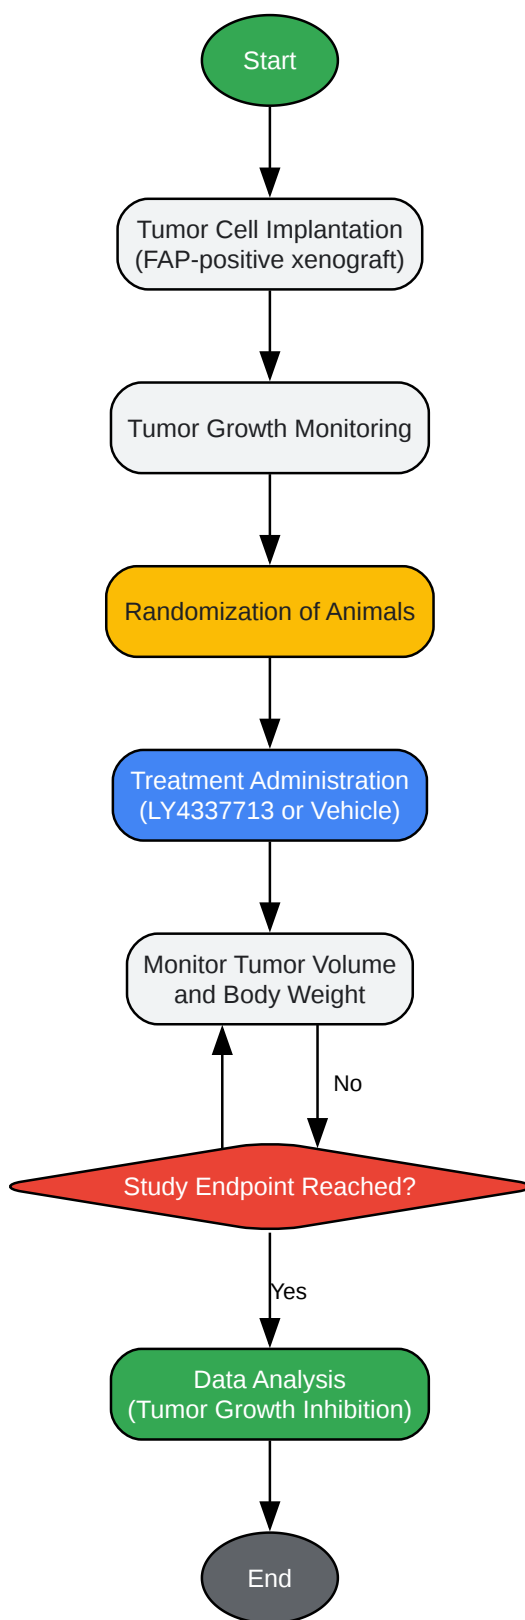 Start
Tumor Cell Implantation
(FAP-positive xenograft)
Tumor Growth Monitoring
Randomization of Animals
Treatment Administration
(LY4337713 or Vehicle)
Monitor Tumor Volume
and Body Weight
No
Study Endpoint Reached?
Yes
Data Analysis
(Tumor Growth Inhibition)
End